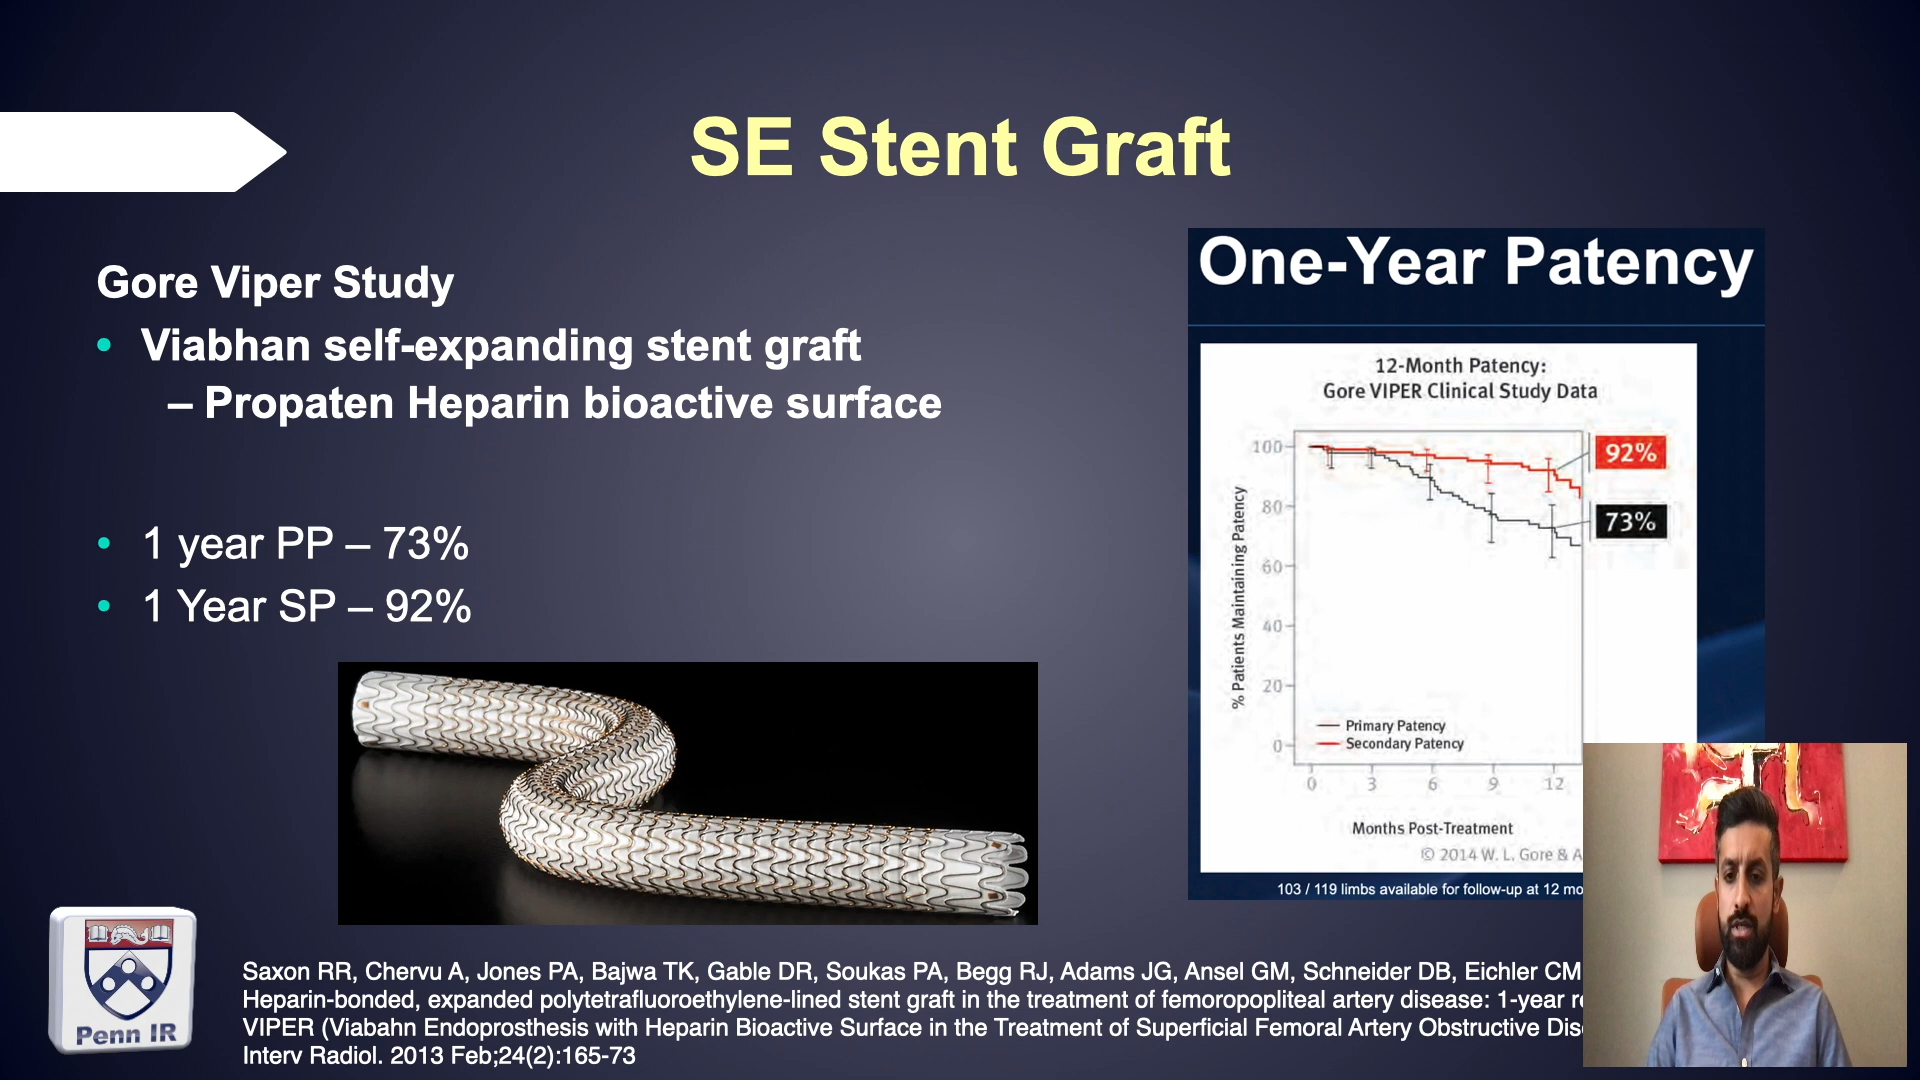 SE Stent Graft
Gore Viper Study
• Viabhan self-expanding stent graft
– Propaten Heparin bioactive surface
• 1 year PP – 73%
• 1 Year SP – 92%
One-Year Patency
12-Month Patency:
Gore VIPER Clinical Study Data
% Patients Maintaining Patency
100
80
60
40
20
0
92%
73%
Primary Patency
Secondary Patency
0 3 6 9 12
Months Post-Treatment
© 2014 W. L. Gore & A
103 / 119 limbs available for follow-up at 12 mo
Penn IR
Saxon RR, Chervu A, Jones PA, Bajwa TK, Gable DR, Soukas PA, Begg RJ, Adams JG, Ansel GM, Schneider DB, Eichler CM
Heparin-bonded, expanded polytetrafluoroethylene-lined stent graft in the treatment of femoropopliteal artery disease: 1-year
VIPER (Viabahn Endoprosthesis with Heparin Bioactive Surface in the Treatment of Superficial Femoral Artery Obstructive
Interv Radiol. 2013 Feb;24(2):165-73